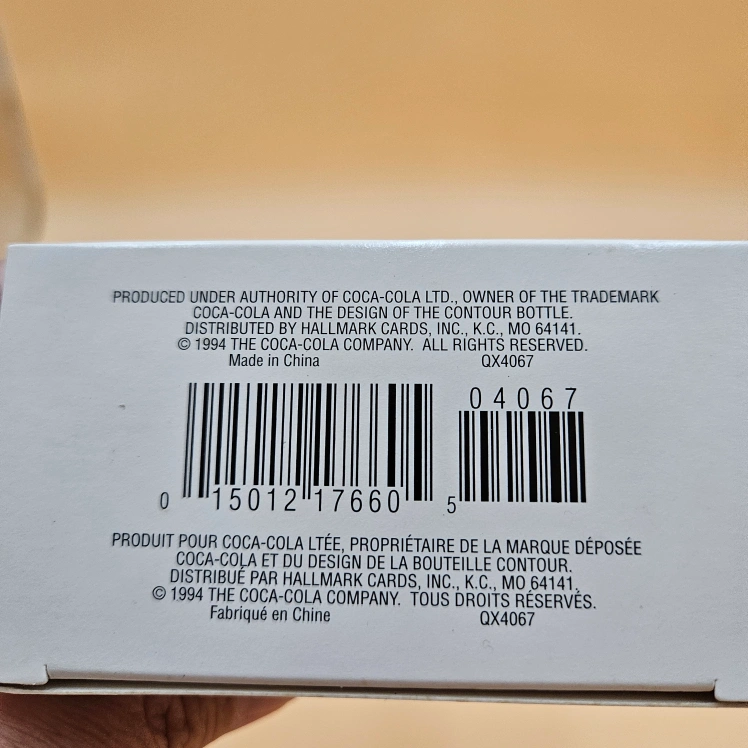 PRODUCED UNDER AUTHORITY OF COCA-COLA LTD., OWNER OF THE TRADEMARK
COCA-COLA AND THE DESIGN OF THE CONTOUR BOTTLE.
DISTRIBUTED BY HALLMARK CARDS, INC., K.C., MO 64141.
© 1994 THE COCA-COLA COMPANY. ALL RIGHTS RESERVED.
Made in China QX4067
04067
0 15012 17660 5
PRODUIT POUR COCA-COLA LTÉE, PROPRIÉTAIRE DE LA MARQUE DÉPOSÉE
COCA-COLA ET DU DESIGN DE LA BOUTEILLE CONTOUR.
DISTRIBUÉ PAR HALLMARK CARDS, INC., K.C., MO 64141.
© 1994 THE COCA-COLA COMPANY. TOUS DROITS RÉSERVÉS.
Fabriqué en Chine QX4067